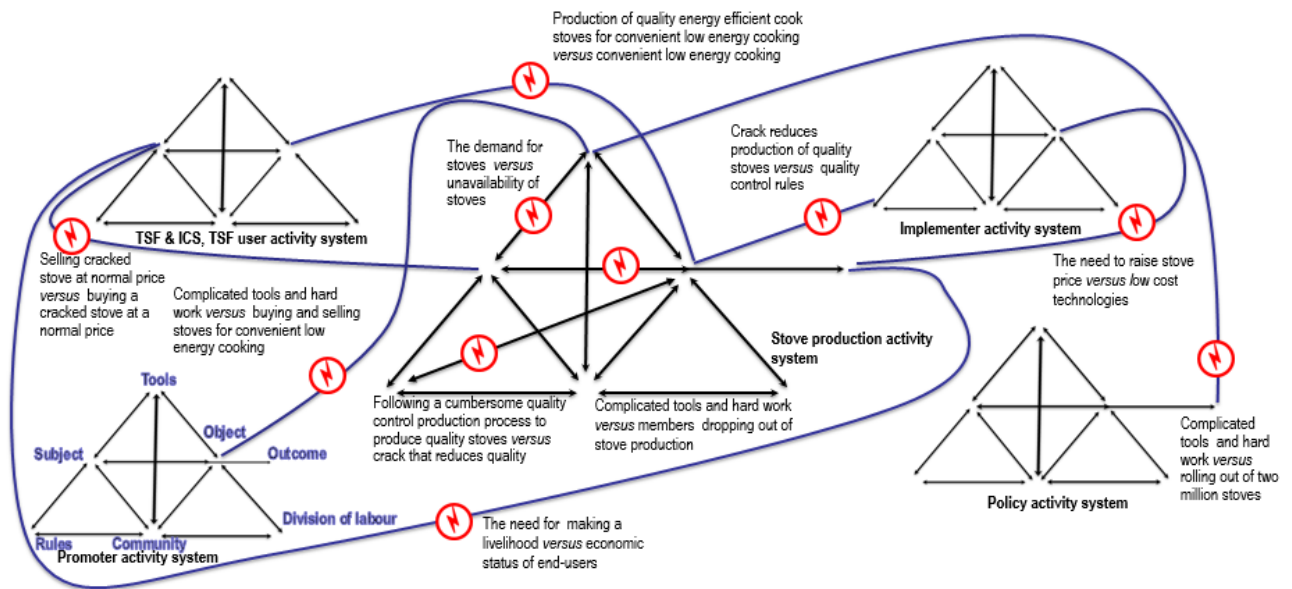 Production of quality energy efficient cook
stoves for convenient low energy cooking
versus convenient low energy cooking
The demand for
stoves versus
unavailability of
stoves
Crack reduces
production of quality
stoves versus quality
control rules
TSF & ICS, TSF user activity system
Implementer activity system
Selling cracked
stove at normal price
versus buying a
cracked stove at a
normal price
Complicated tools and hard
work versus buying and selling
stoves for convenient low
energy cooking
The need to raise stove
price versus low cost
technologies
Stove production activity
system
Following a cumbersome quality
control production process to
produce quality stoves versus
crack that reduces quality
Complicated tools and hard work
versus members dropping out of
stove production
Tools
Object
Subject
Outcome
Division of labour
Rules
Community
Promoter activity system
The need for making a
livelihood versus economic
status of end-users
Policy activity system
Complicated
tools and hard
work versus
rolling out of two
million stoves